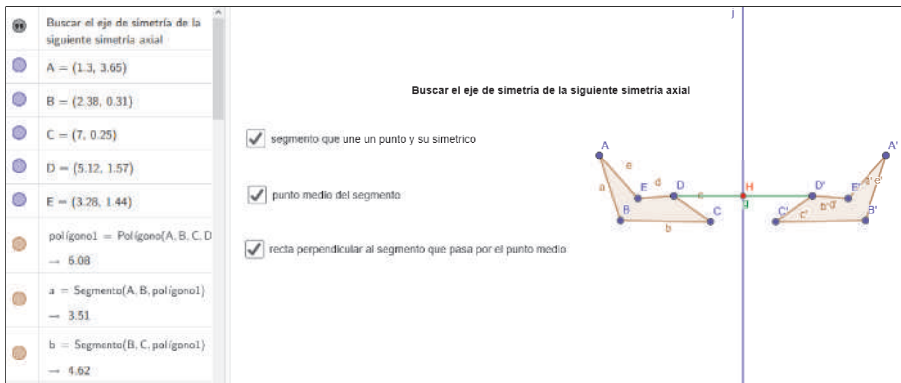 Buscar el eje de simetría de la
siguiente simetría axial
A = (1.3, 3.65)
B = (2.38, 0.31)
C = (7, 0.25)
D = (5.12, 1.57)
E = (3.28, 1.44)
polígono1 = Polígono(A, B, C, D
→ 6.08
a = Segmento(A, B, polígono1)
→ 3.51
b = Segmento(B, C, polígono1)
→ 4.62
j
Buscar el eje de simetria de la siguiente simetria axial
segmento que une un punto y su simetrico
punto medio del segmento
recta perpendicular al segmento que pasa por el punto medio
A
e
a
E
d
D
c
B
b
C
H
g
A'
e'
D'
E'
C'
c'
b'
d'
B'